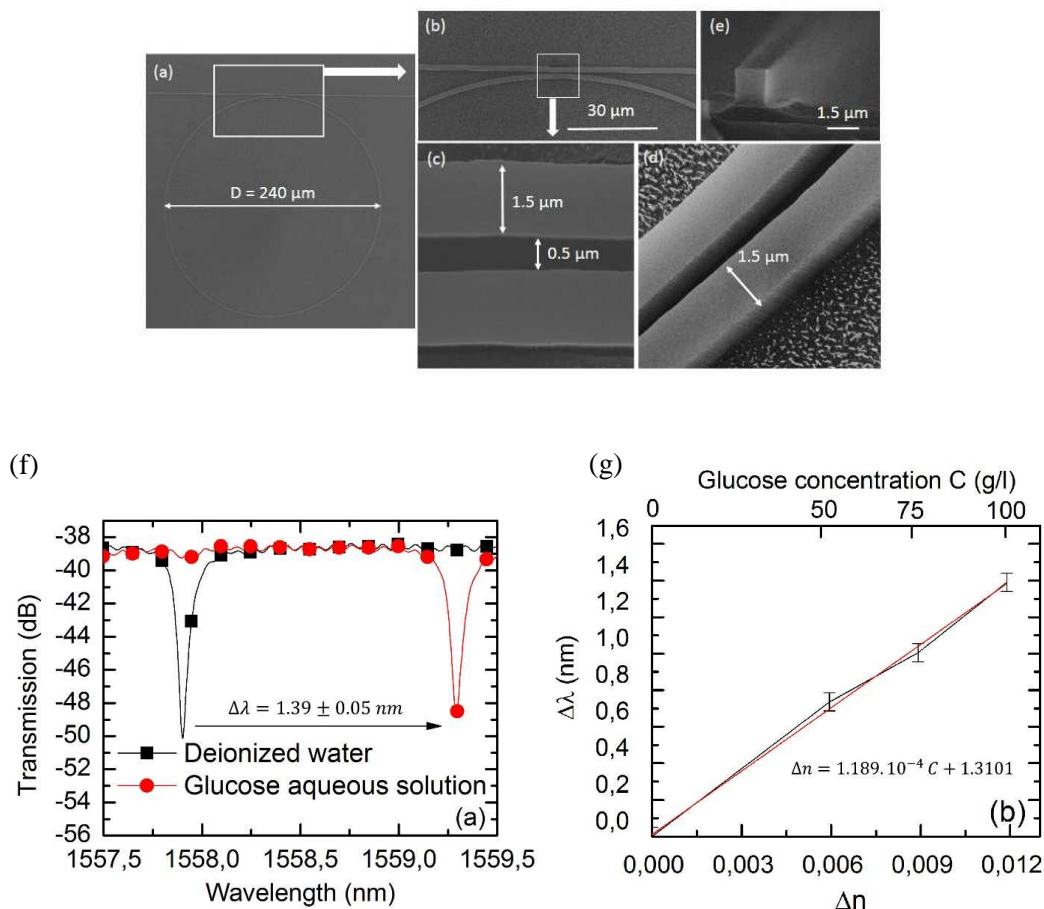 (a)
D = 240 µm
(b)
30 µm
(e)
1.5 µm
(c)
1.5 µm
0.5 µm
(d)
1.5 µm
(f)
Transmission (dB)
-38
-40
-42
-44
-46
-48
-50
-52
-54
-56
Δλ = 1.39 ± 0.05 nm
Deionized water
Glucose aqueous solution
(a)
1557,5 1558,0 1558,5 1559,0 1559,5
Wavelength (nm)
(g)
Glucose concentration C (g/l)
0 50 75 100
Δλ (nm)
1,6
1,4
1,2
1,0
0,8
0,6
0,4
0,2
0,0
Δn = 1.189.10⁻⁴ C + 1.3101
(b)
0,000 0,003 0,006 0,009 0,012
Δn